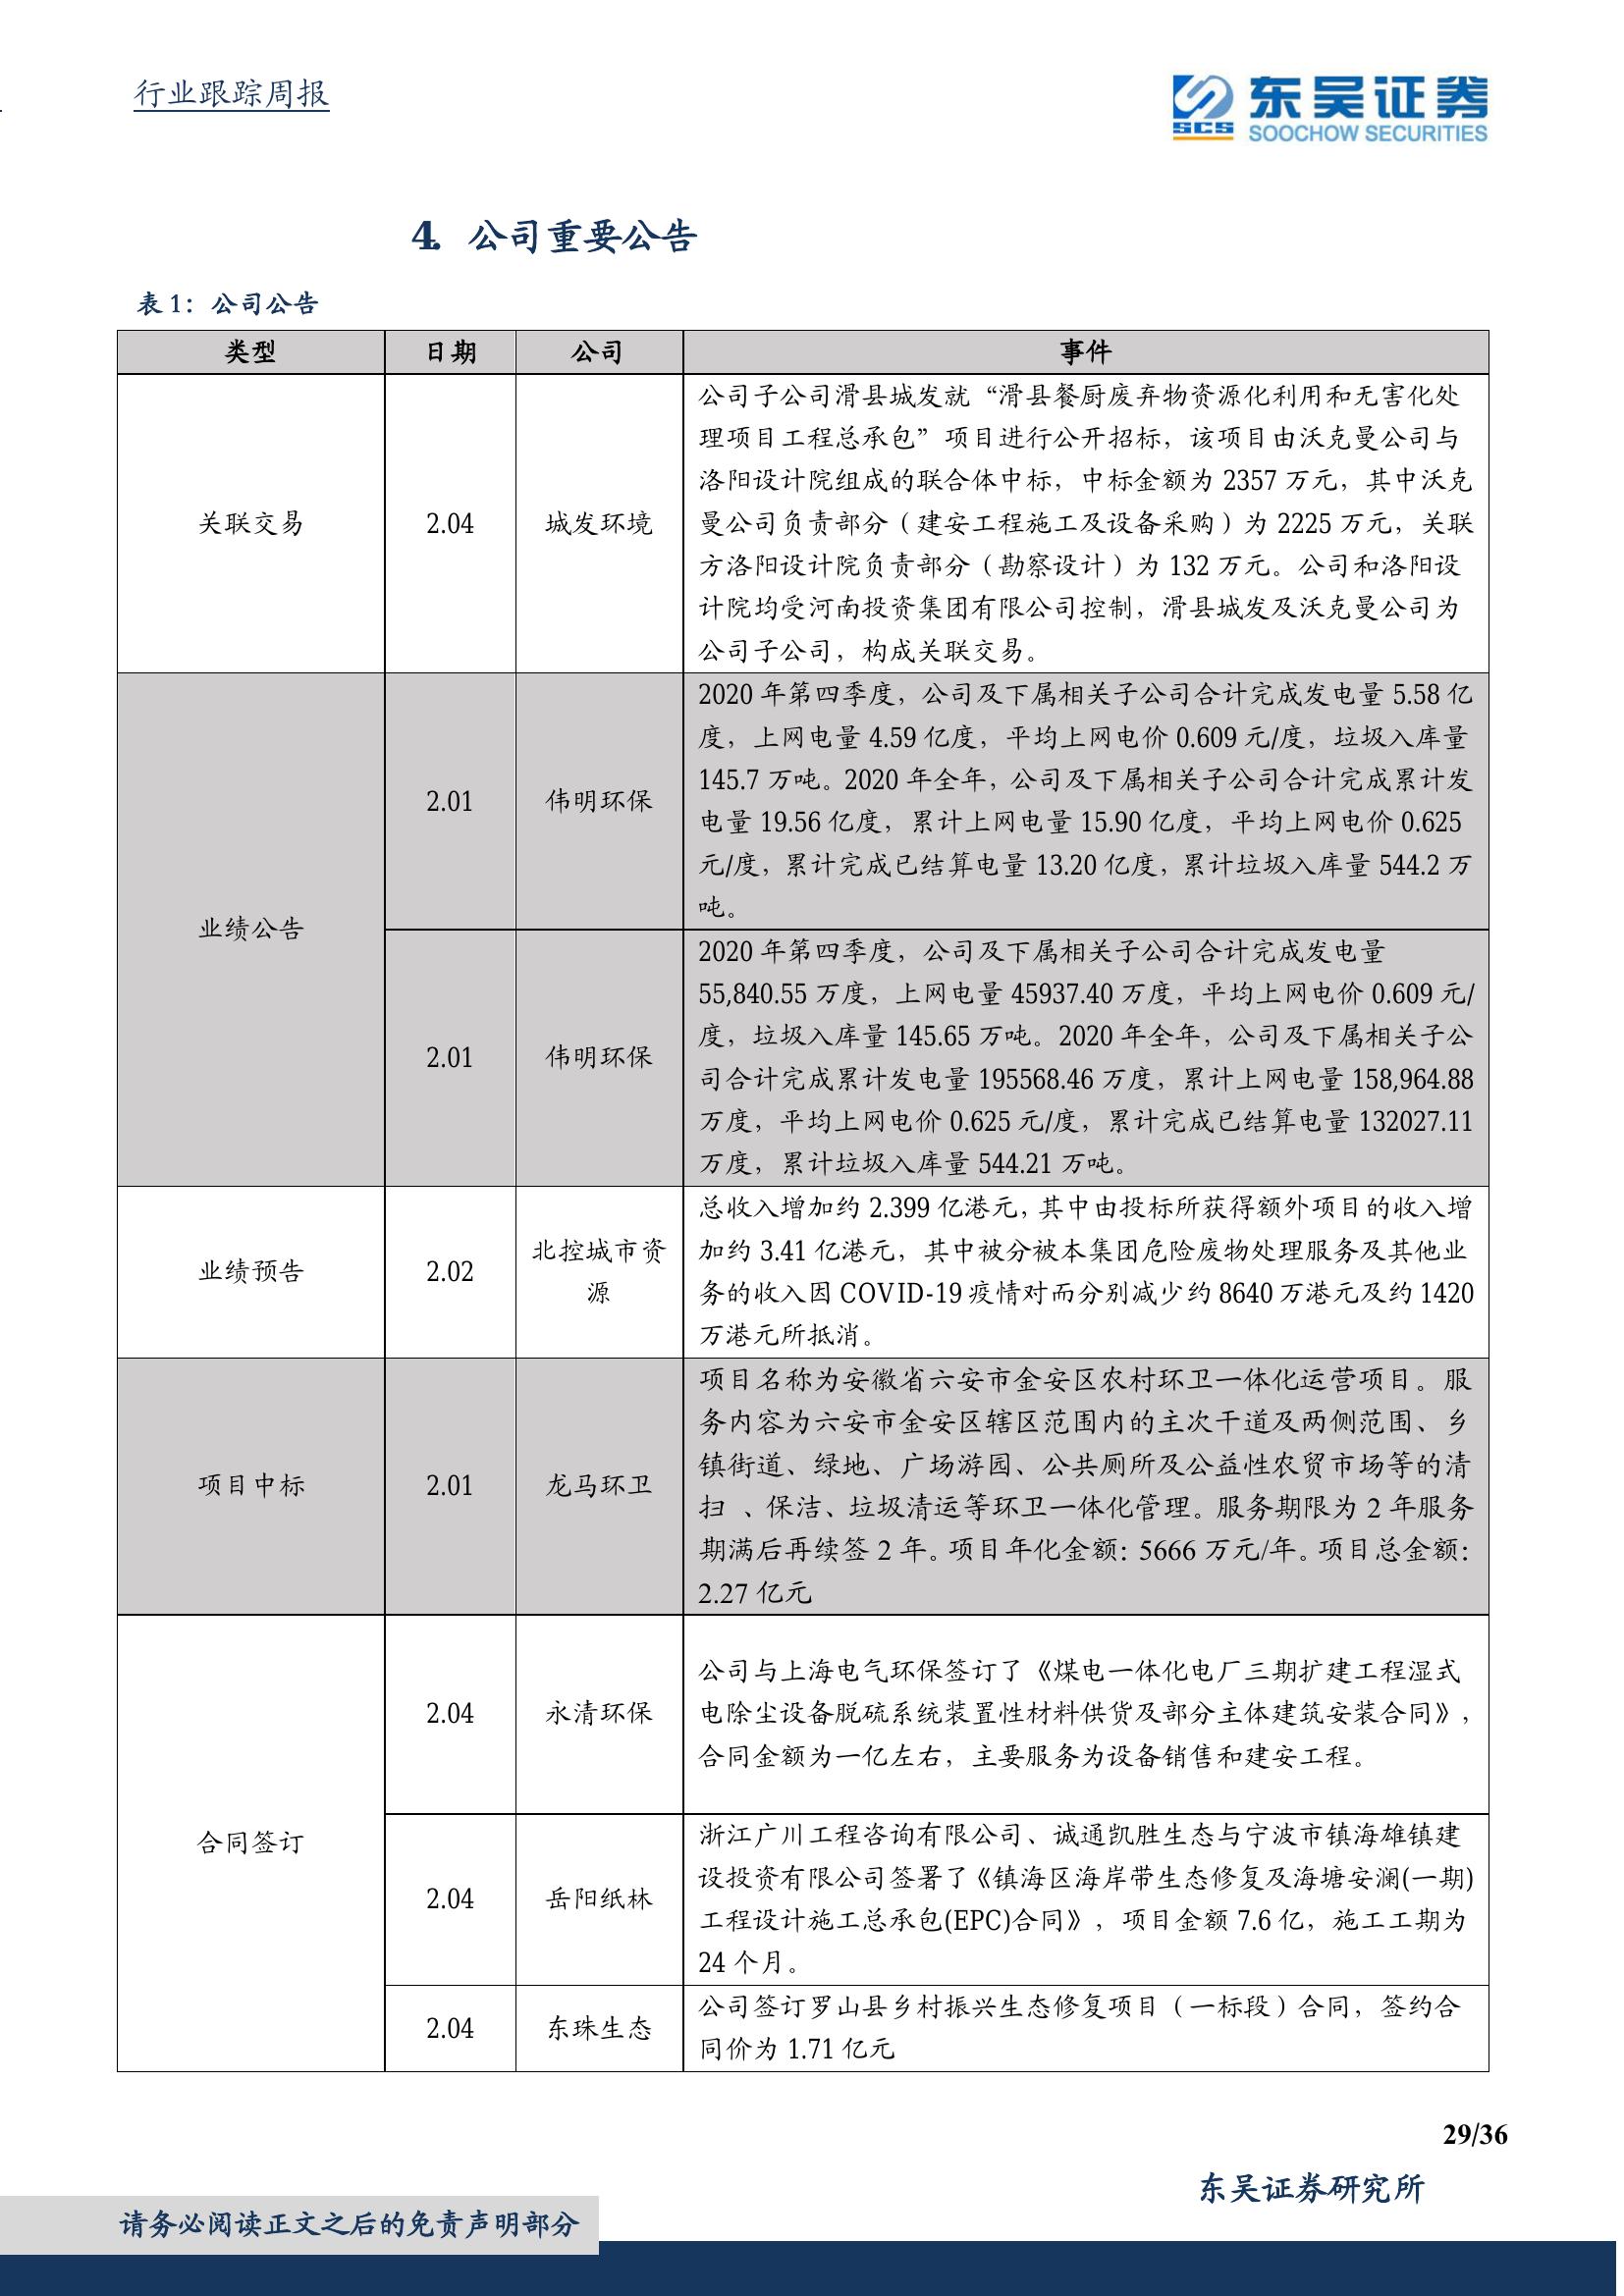 行业跟踪周报
SCS 东吴证券
SOOCHOW SECURITIES
4. 公司重要公告
表 1：公司公告
类型 日期 公司 事件
关联交易 2.04 城发环境
公司子公司滑县城发就“滑县餐厨废弃物资源化利用和无害化处
理项目工程总承包”项目进行公开招标，该项目由沃克曼公司与
洛阳设计院组成的联合体中标，中标金额为 2357 万元，其中沃克
曼公司负责部分（建安工程施工及设备采购）为 2225 万元，关联
方洛阳设计院负责部分（勘察设计）为 132 万元。公司和洛阳设
计院均受河南投资集团有限公司控制，滑县城发及沃克曼公司为
公司子公司，构成关联交易。
业绩公告
2.01 伟明环保
2020 年第四季度，公司及下属相关子公司合计完成发电量 5.58 亿
度，上网电量 4.59 亿度，平均上网电价 0.609 元/度，垃圾入库量
145.7 万吨。2020 年全年，公司及下属相关子公司合计完成累计发
电量 19.56 亿度，累计上网电量 15.90 亿度，平均上网电价 0.625
元/度，累计完成已结算电量 13.20 亿度，累计垃圾入库量 544.2 万
吨。
2.01 伟明环保
2020 年第四季度，公司及下属相关子公司合计完成发电量
55,840.55 万度，上网电量 45937.40 万度，平均上网电价 0.609 元/
度，垃圾入库量 145.65 万吨。2020 年全年，公司及下属相关子公
司合计完成累计发电量 195568.46 万度，累计上网电量 158,964.88
万度，平均上网电价 0.625 元/度，累计完成已结算电量 132027.11
万度，累计垃圾入库量 544.21 万吨。
业绩预告 2.02 北控城市资
源
总收入增加约 2.399 亿港元，其中由投标所获得额外项目的收入增
加约 3.41 亿港元，其中被分被本集团危险废物处理服务及其他业
务的收入因 COVID-19 疫情对而分别减少约 8640 万港元及约 1420
万港元所抵消。
项目中标 2.01 龙马环卫
项目名称为安徽省六安市金安区农村环卫一体化运营项目。服
务内容为六安市金安区辖区范围内的主次干道及两侧范围、乡
镇街道、绿地、广场游园、公共厕所及公益性农贸市场等的清
扫 、保洁、垃圾清运等环卫一体化管理。服务期限为 2 年服务
期满后再续签 2 年。项目年化金额：5666 万元/年。项目总金额：
2.27 亿元
合同签订
2.04 永清环保
公司与上海电气环保签订了《煤电一体化电厂三期扩建工程湿式
电除尘设备脱硫系统装置性材料供货及部分主体建筑安装合同》，
合同金额为一亿左右，主要服务为设备销售和建安工程。
2.04 岳阳纸林
浙江广川工程咨询有限公司、诚通凯胜生态与宁波市镇海雄镇建
设投资有限公司签署了《镇海区海岸带生态修复及海塘安澜(一期)
工程设计施工总承包(EPC)合同》，项目金额 7.6 亿，施工工期为
24 个月。
2.04 东珠生态
公司签订罗山县乡村振兴生态修复项目（一标段）合同，签约合
同价为 1.71 亿元
29/36
东吴证券研究所
请务必阅读正文之后的免责声明部分